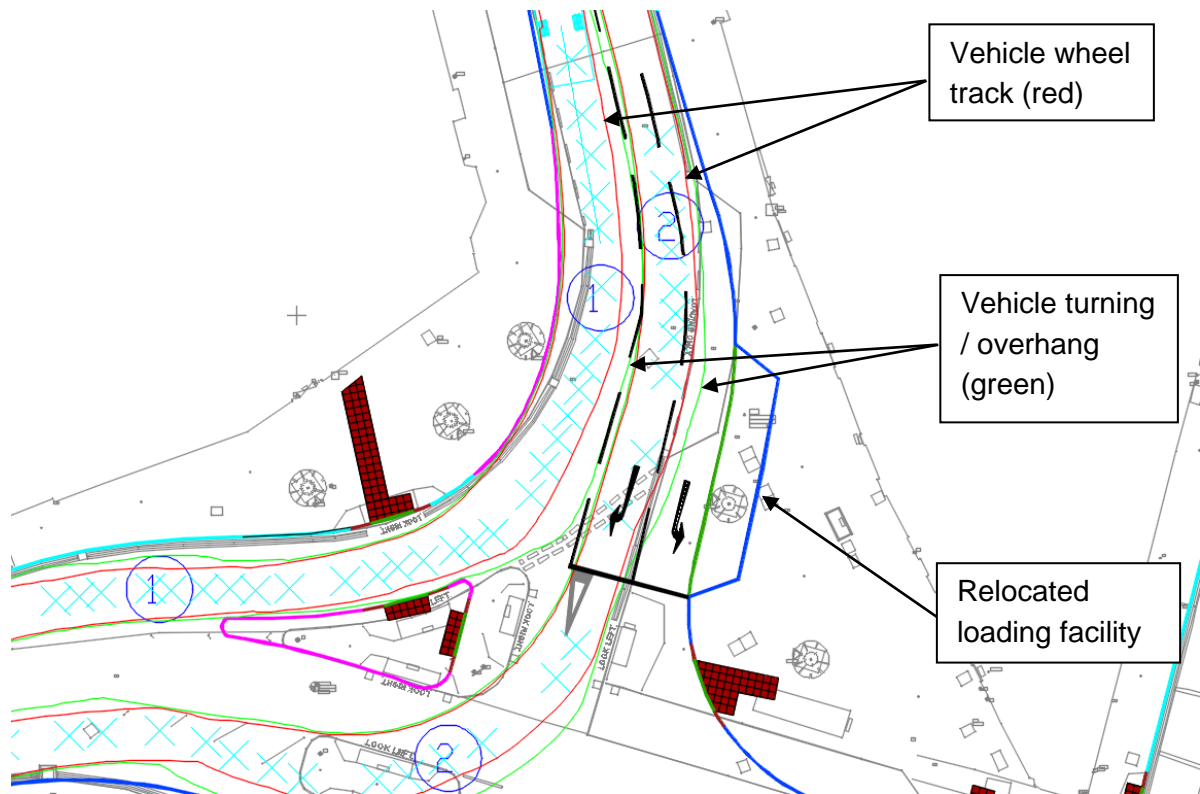 Vehicle wheel
track (red)
2
1
Vehicle turning
/ overhang
(green)
LOOK RIGHT
1
LEFT
LOOK RIGHT
LOOK LEFT
Relocated
loading facility
LOOK RIGHT
LOOK LEFT
2